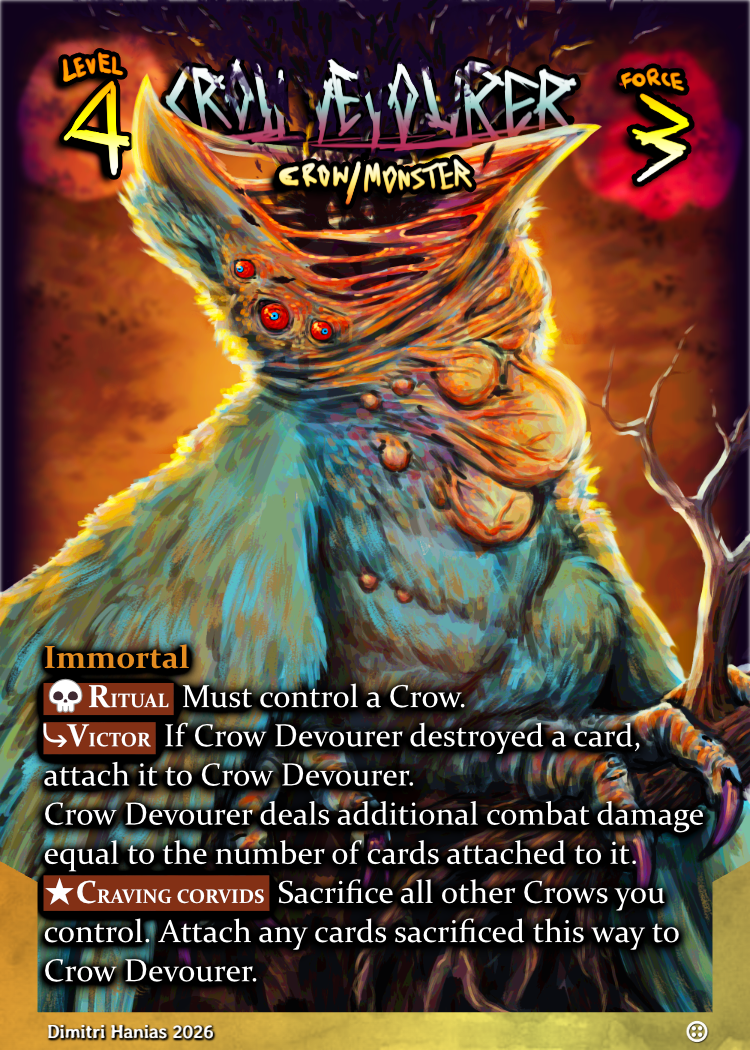 LEVEL
4
CROW DEVOURER
FORCE
3
CROW/MONSTER
Immortal
RITUAL Must control a Crow.
VICTOR If Crow Devourer destroyed a card,
attach it to Crow Devourer.
Crow Devourer deals additional combat damage
equal to the number of cards attached to it.
CRAVING CORVIDS Sacrifice all other Crows you
control. Attach any cards sacrificed this way to
Crow Devourer.
Dimitri Hanias 2026